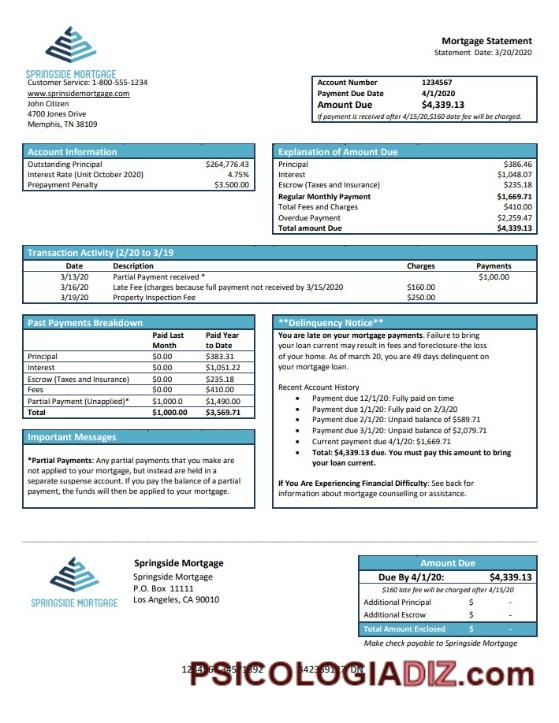 Mortgage Statement
Statement Date: 3/20/2020
SPRINGSIDE MORTGAGE
Customer Service: 1-800-555-1234
www.sprinsidemortgage.com
John Citizen
4700 Jones Drive
Memphis, TN 38109
Account Number 1234567
Payment Due Date 4/1/2020
Amount Due $4,339.13
If payment is received after 4/15/20,$160 date fee will be charged.
Account Information
Outstanding Principal $264,776.43
Interest Rate (Unit October 2020) 4.75%
Prepayment Penalty $3.500.00
Explanation of Amount Due
Principal $386.46
Interest $1,048.07
Escrow (Taxes and Insurance) $235.18
Regular Monthly Payment $1,669.71
Total Fees and Charges $410.00
Overdue Payment $2,259.47
Total amount Due $4,339.13
Transaction Activity (2/20 to 3/19
Date Description Charges Payments
3/13/20 Partial Payment received * $1,00.00
3/16/20 Late Fee (charges because full payment not received by 3/15/2020 $160.00
3/19/20 Property Inspection Fee $250.00
Past Payments Breakdown
Paid Last Month Paid Year to Date
Principal $0.00 $383.31
Interest $0.00 $1,051.22
Escrow (Taxes and Insurance) $0.00 $235.18
Fees $0.00 $410.00
Partial Payment (Unapplied)* $1,000.0 $1,490.00
Total $1,000.00 $3,569.71
Important Messages
*Partial Payments: Any partial payments that you make are
not applied to your mortgage, but instead are held in a
separate suspense account. If you pay the balance of a partial
payment, the funds will then be applied to your mortgage.
**Delinquency Notice**
You are late on your mortgage payments. Failure to bring
your loan current may result in fees and foreclosure-the loss
of your home. As of march 20, you are 49 days delinquent on
your mortgage loan.
Recent Account History
• Payment due 12/1/20: Fully paid on time
• Payment due 1/1/20: Fully paid on 2/3/20
• Payment due 2/1/20: Unpaid balance of $589.71
• Payment due 3/1/20: Unpaid balance of $2,079.71
• Current payment due 4/1/20: $1,669.71
• Total: $4,339.13 due. You must pay this amount to bring
your loan current.
If You Are Experiencing Financial Difficulty: See back for
information about mortgage counselling or assistance.
SPRINGSIDE MORTGAGE
Springside Mortgage
Springside Mortgage
P.O. Box 11111
Los Angeles, CA 90010
Amount Due
Due By 4/1/20: $4,339.13
$160 late fee will be charged after 4/15/20
Additional Principal $ -
Additional Escrow $ -
Total Amount Enclosed $ -
Make check payable to Springside Mortgage
PSICOLOGIADIZ.com